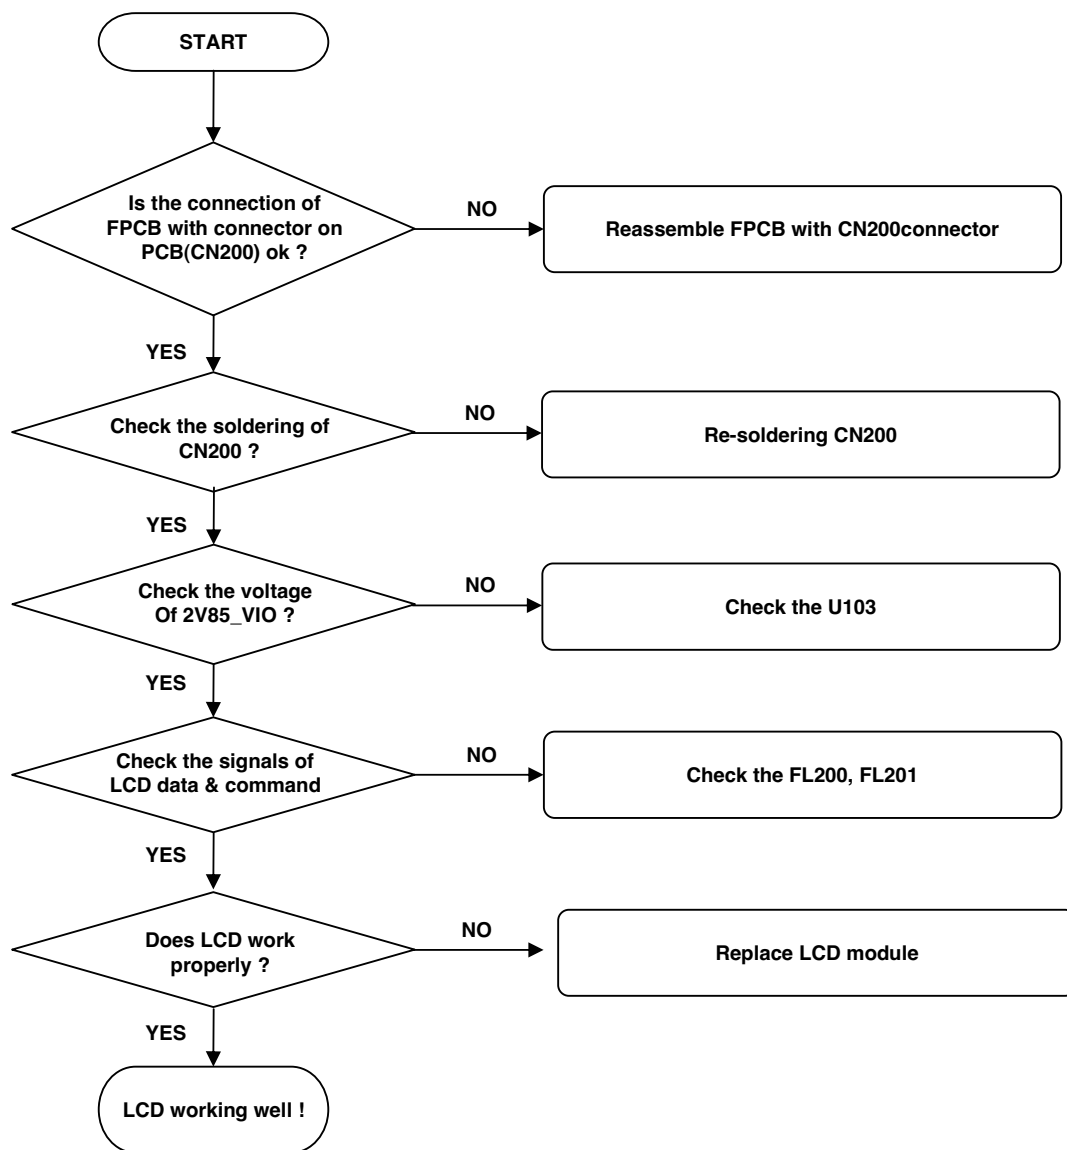 START
Is the connection of
FPCB with connector on
PCB(CN200) ok ?
NO
Reassemble FPCB with CN200connector
YES
Check the soldering of
CN200 ?
NO
Re-soldering CN200
YES
Check the voltage
Of 2V85_VIO ?
NO
Check the U103
YES
Check the signals of
LCD data & command
NO
Check the FL200, FL201
YES
Does LCD work
properly ?
NO
Replace LCD module
YES
LCD working well !